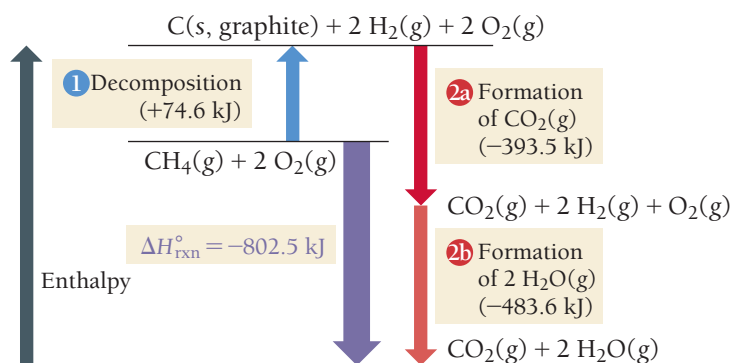 C(s, graphite) + 2 H₂(g) + 2 O₂(g)
1 Decomposition
(+74.6 kJ)
2a Formation
of CO₂(g)
(−393.5 kJ)
CH₄(g) + 2 O₂(g)
CO₂(g) + 2 H₂(g) + O₂(g)
ΔH°rxn = −802.5 kJ
2b Formation
of 2 H₂O(g)
(−483.6 kJ)
Enthalpy
CO₂(g) + 2 H₂O(g)